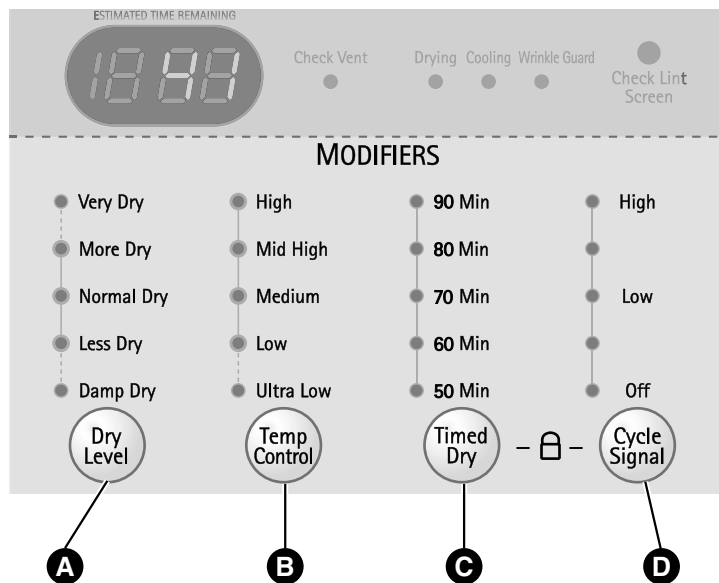 ESTIMATED TIME REMAINING
41
Check Vent
Drying Cooling Wrinkle Guard
Check Lint
Screen
MODIFIERS
Very Dry
More Dry
Normal Dry
Less Dry
Damp Dry
Dry
Level
High
Mid High
Medium
Low
Ultra Low
Temp
Control
90 Min
80 Min
70 Min
60 Min
50 Min
Timed
Dry
High
Low
Off
Cycle
Signal
A
B
C
D